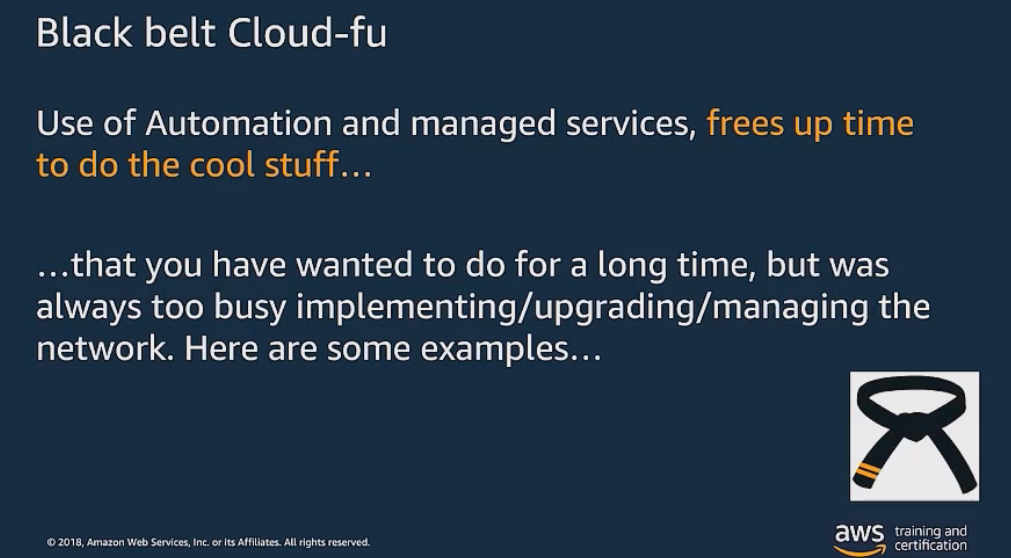 Black belt Cloud-fu
Use of Automation and managed services, frees up time
to do the cool stuff...
...that you have wanted to do for a long time, but was
always too busy implementing/upgrading/managing the
network. Here are some examples...
© 2018, Amazon Web Services, Inc. or its Affiliates. All rights reserved.
aws training and
certification